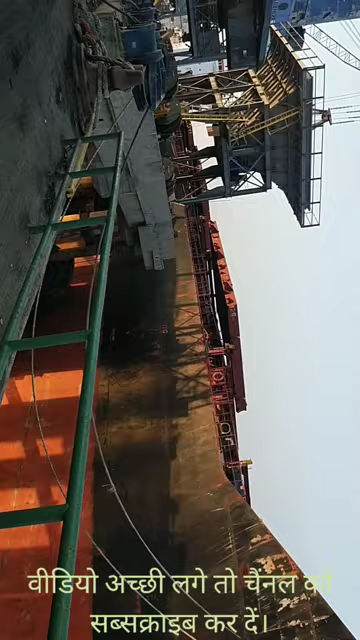 वीडियो अच्छी लगे तो चैंनल को
सब्सक्राइब कर दें।